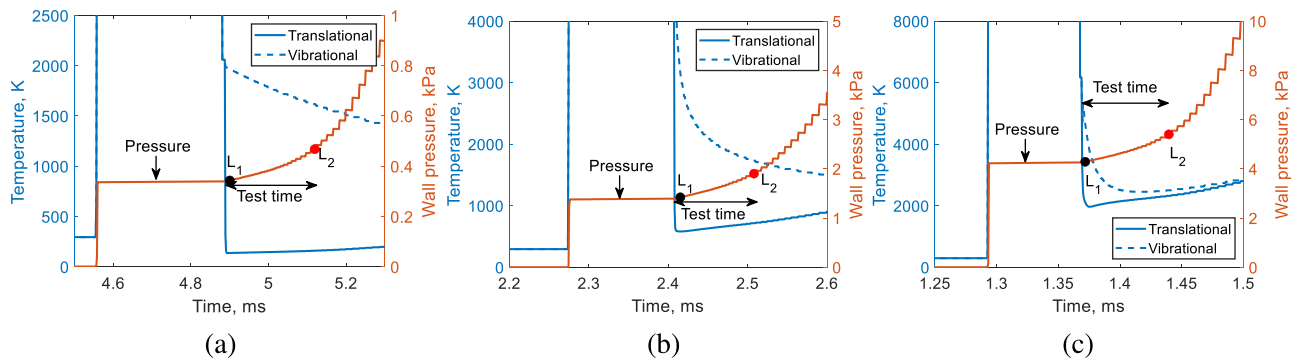 2500
2000
1500
1000
500
0
Temperature, K
1
0.8
0.6
0.4
0.2
0
Wall pressure, kPa
Translational
Vibrational
Pressure
L1
L2
Test time
4.6
4.8
5
5.2
Time, ms
(a)
4000
3000
2000
1000
0
Temperature, K
5
4
3
2
1
0
Wall pressure, kPa
Translational
Vibrational
Pressure
L1
L2
Test time
2.2
2.3
2.4
2.5
2.6
Time, ms
(b)
8000
6000
4000
2000
0
Temperature, K
10
8
6
4
2
0
Wall pressure, kPa
Test time
Pressure
L1
L2
Translational
Vibrational
1.25
1.3
1.35
1.4
1.45
1.5
Time, ms
(c)